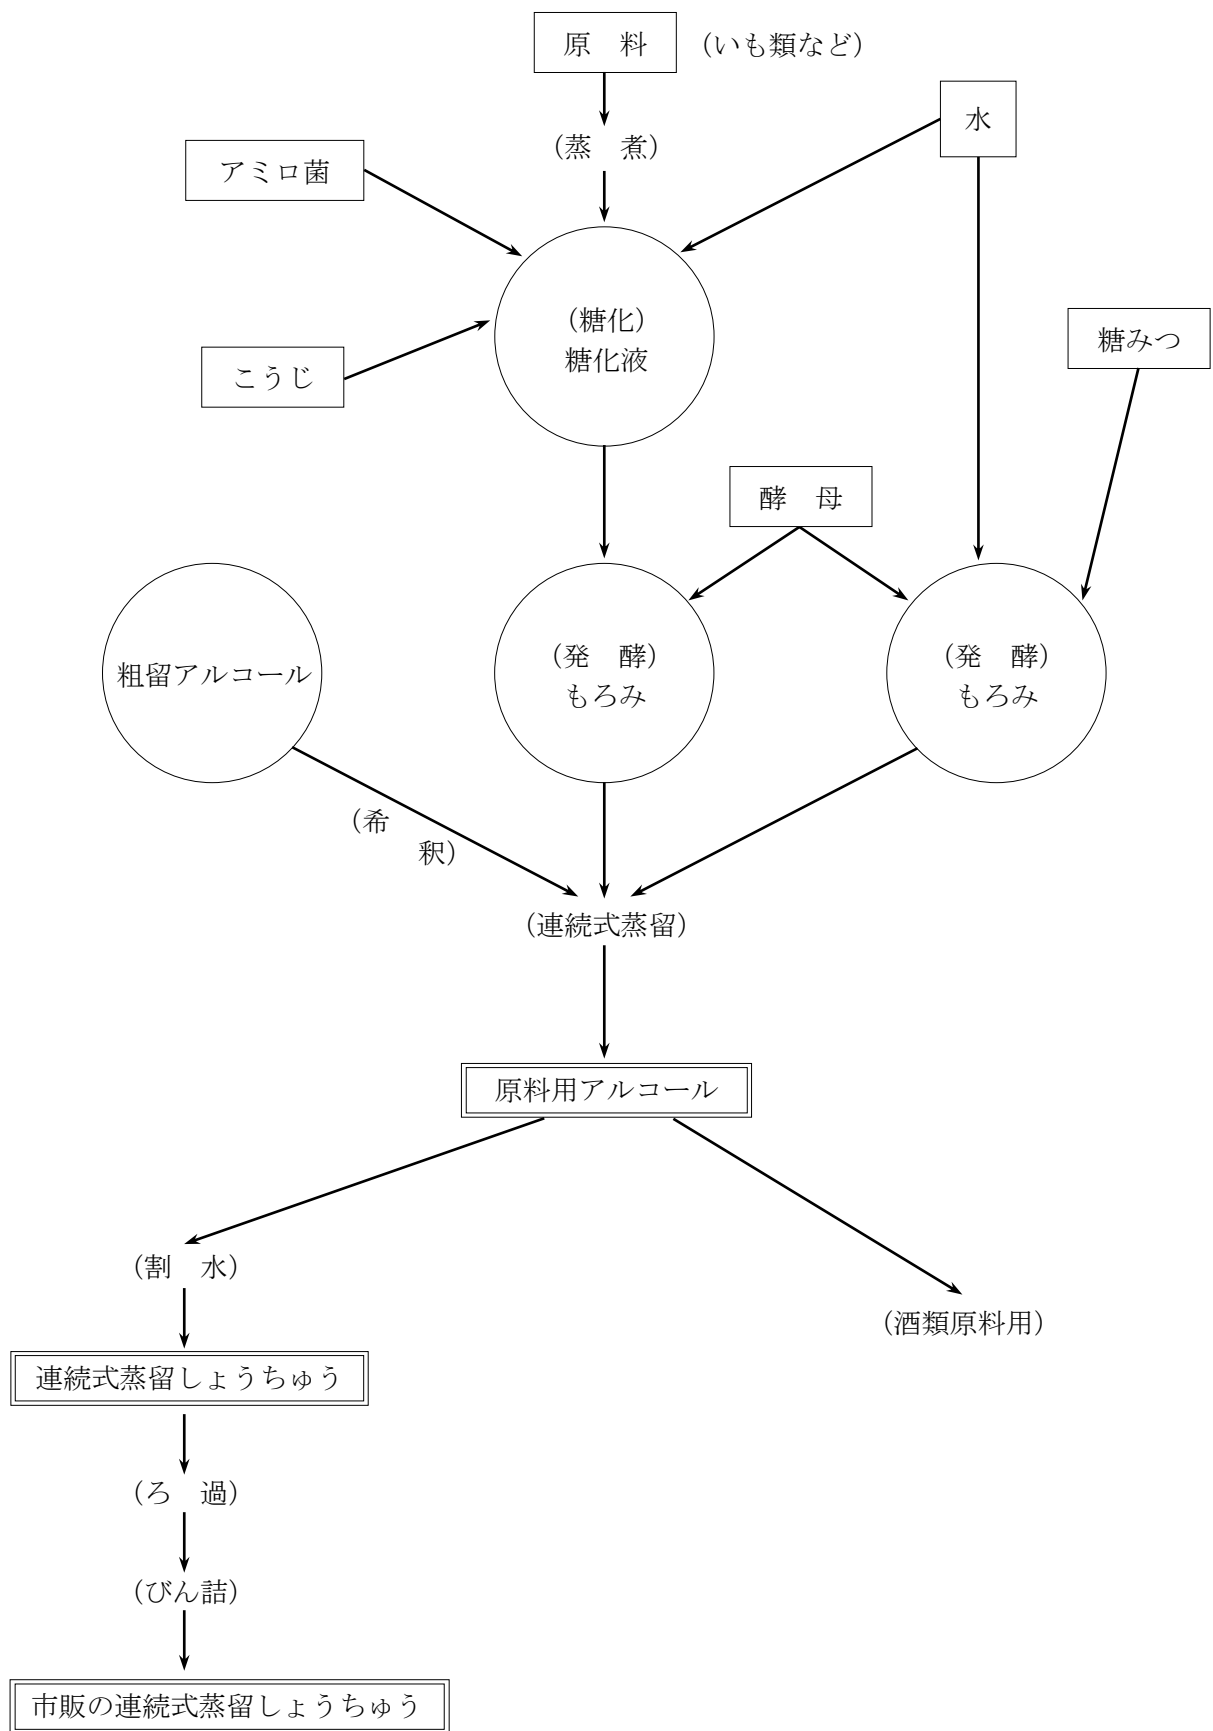 原　料
（いも類など）
水
（蒸　煮）
アミロ菌
（糖化）
糖化液
糖みつ
こうじ
酵　母
粗留アルコール
（発　酵）
もろみ
（発　酵）
もろみ
（希
釈）
（連続式蒸留）
原料用アルコール
（割　水）
（酒類原料用）
連続式蒸留しょうちゅう
（ろ　過）
（びん詰）
市販の連続式蒸留しょうちゅう